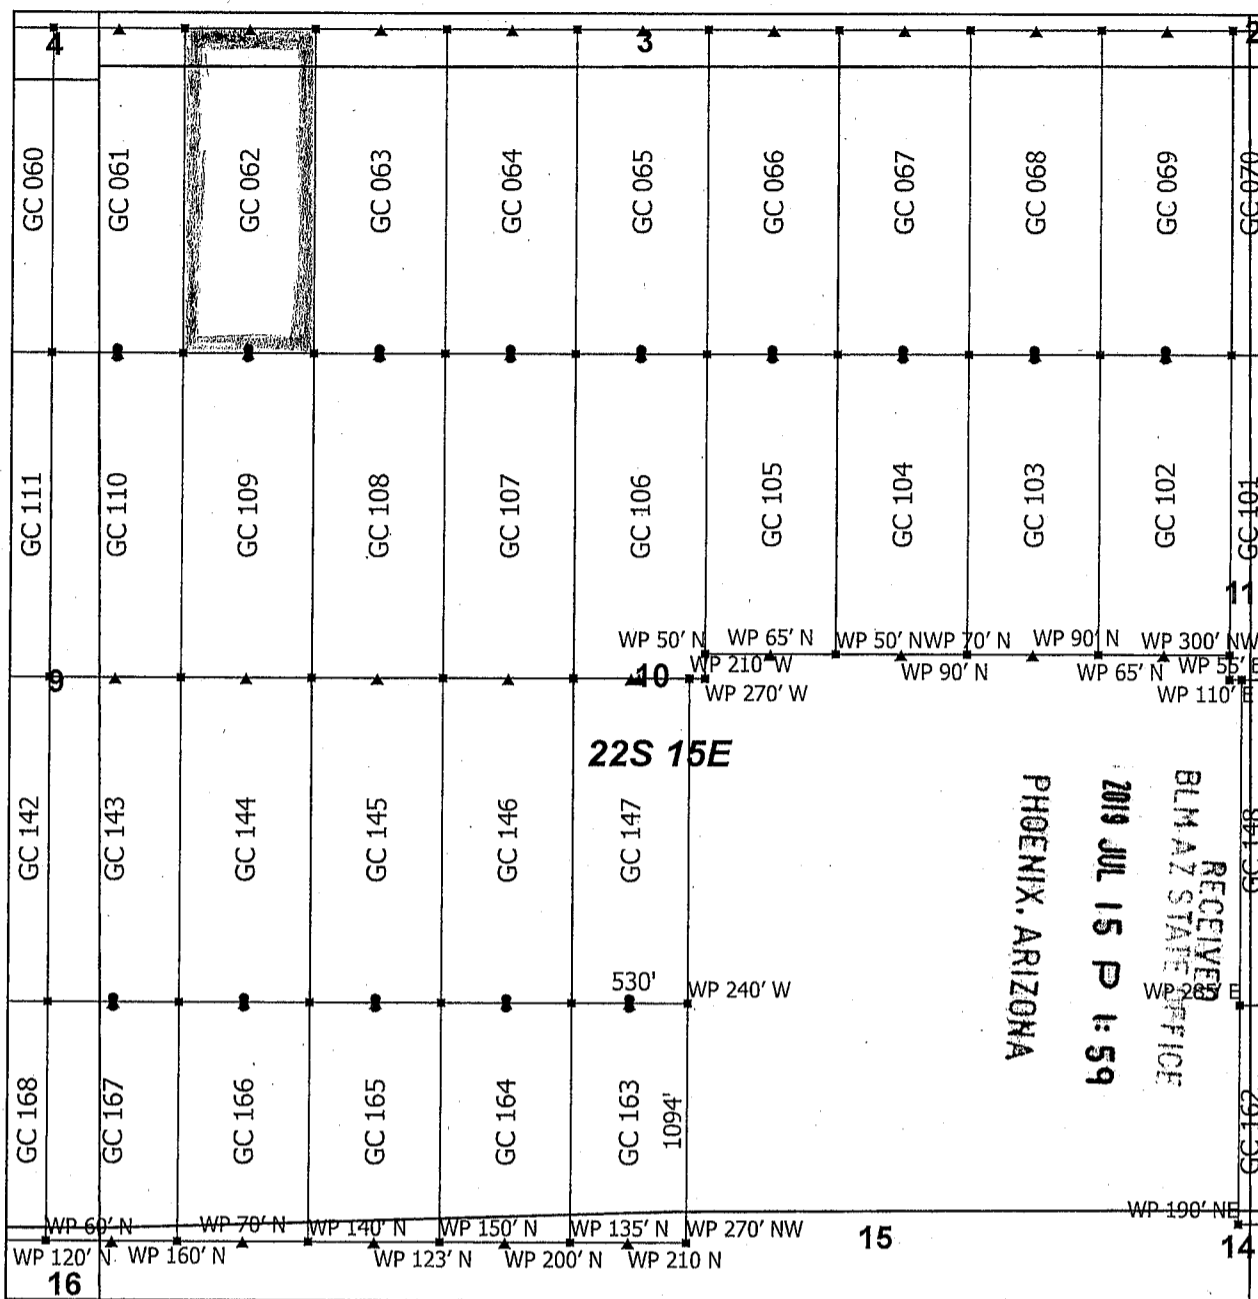 4
3
2
GC 060
GC 061
GC 062
GC 063
GC 064
GC 065
GC 066
GC 067
GC 068
GC 069
GC 070
GC 111
GC 110
GC 109
GC 108
GC 107
GC 106
GC 105
GC 104
GC 103
GC 102
GC 101
11
WP 50' N
WP 65' N
WP 50' NW
WP 70' N
WP 90' N
WP 300' NW
9
10
WP 210' W
WP 90' N
WP 65' N
WP 55' E
WP 270' W
WP 110' E
22S 15E
GC 142
GC 143
GC 144
GC 145
GC 146
GC 147
GC 148
RECEIVED
BLM AZ STATE OFFICE
2019 JUL 15 P 1:59
PHOENIX, ARIZONA
530'
WP 240' W
WP 285' E
GC 168
GC 167
GC 166
GC 165
GC 164
GC 163
1094'
GC 162
WP 60' N
WP 70' N
WP 140' N
WP 150' N
WP 135' N
WP 270' NW
WP 190' NE
WP 120' N
WP 160' N
WP 123' N
WP 200' N
WP 210 N
15
14
16